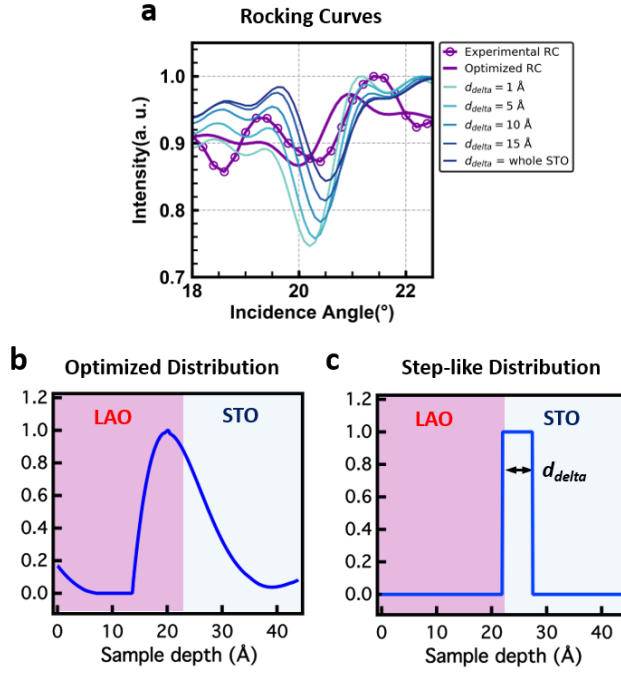 a
Rocking Curves
Experimental RC
Optimized RC
d_delta = 1 Å
d_delta = 5 Å
d_delta = 10 Å
d_delta = 15 Å
d_delta = whole STO
Intensity(a. u.)
1.0
0.9
0.8
0.7
18
20
22
Incidence Angle(°)
b
Optimized Distribution
LAO
STO
1.2
1.0
0.8
0.6
0.4
0.2
0.0
0
10
20
30
40
Sample depth (Å)
c
Step-like Distribution
LAO
STO
d_delta
1.2
1.0
0.8
0.6
0.4
0.2
0.0
0
10
20
30
40
Sample depth (Å)